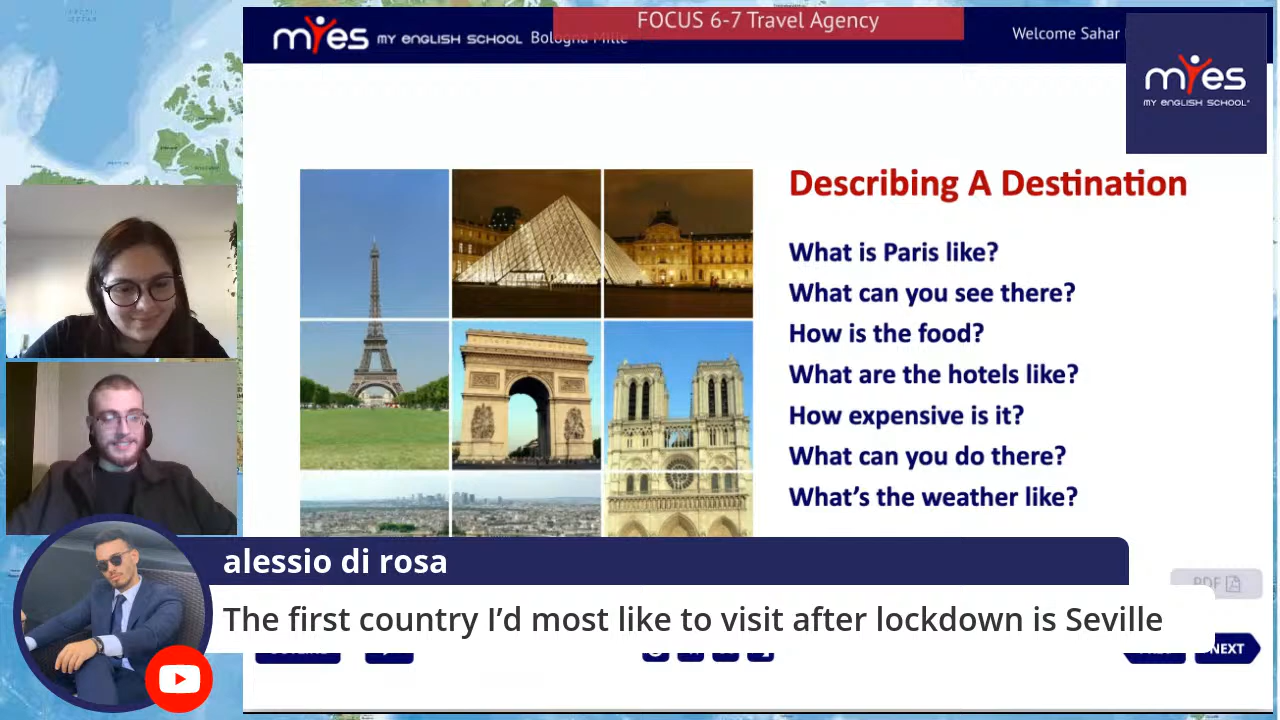 FOCUS 6-7 Travel Agency
myes MY ENGLISH SCHOOL Bologna Mille
Welcome Sahar
myes
MY ENGLISH SCHOOL
Describing A Destination
What is Paris like?
What can you see there?
How is the food?
What are the hotels like?
How expensive is it?
What can you do there?
What's the weather like?
PDF
alessio di rosa
The first country I'd most like to visit after lockdown is Seville
NEXT